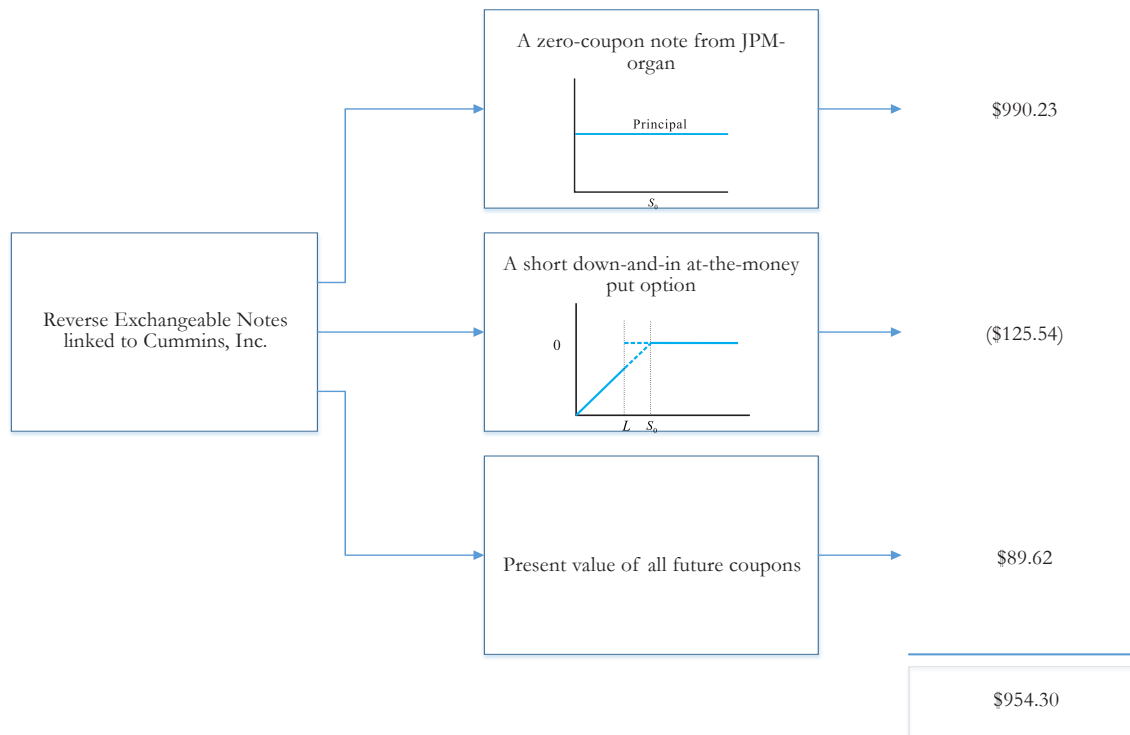 A zero-coupon note from JPM-
organ
Principal
S₀
$990.23
Reverse Exchangeable Notes
linked to Cummins, Inc.
A short down-and-in at-the-money
put option
0
L S₀
($125.54)
Present value of all future coupons
$89.62
$954.30